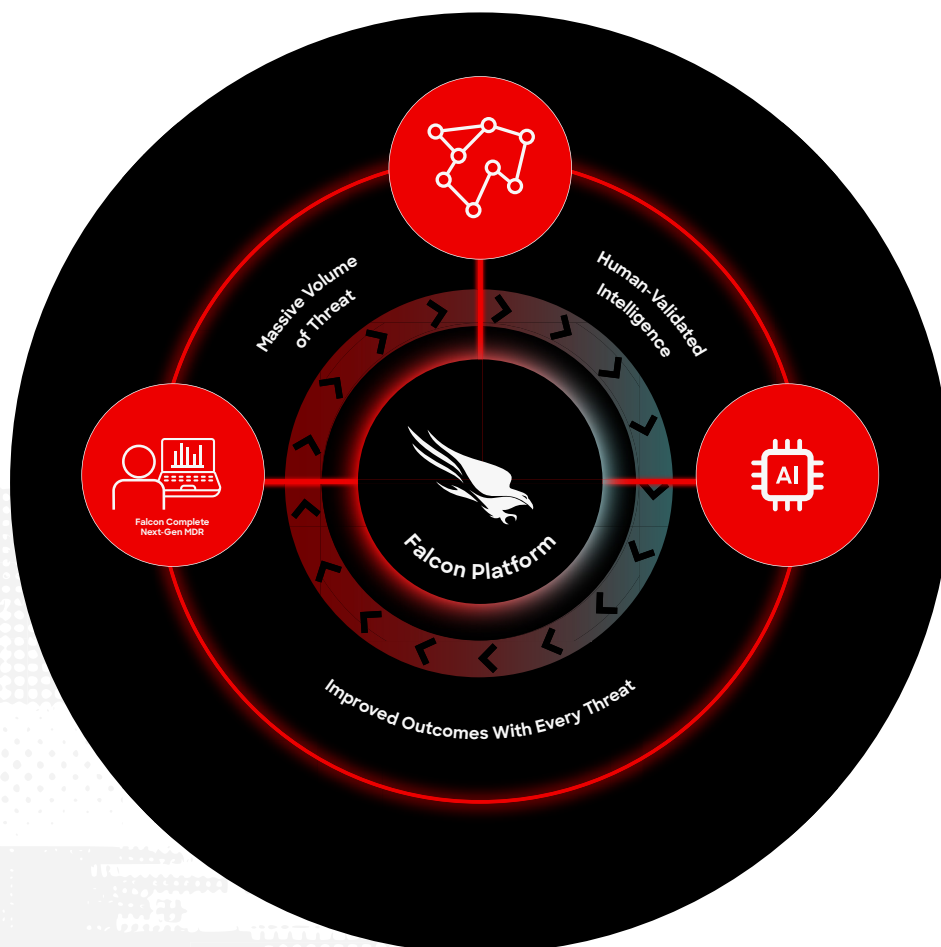 Massive Volume
of Threat
Human-Validated
Intelligence
Falcon Complete
Next-Gen MDR
AI
Falcon Platform
Improved Outcomes With Every Threat